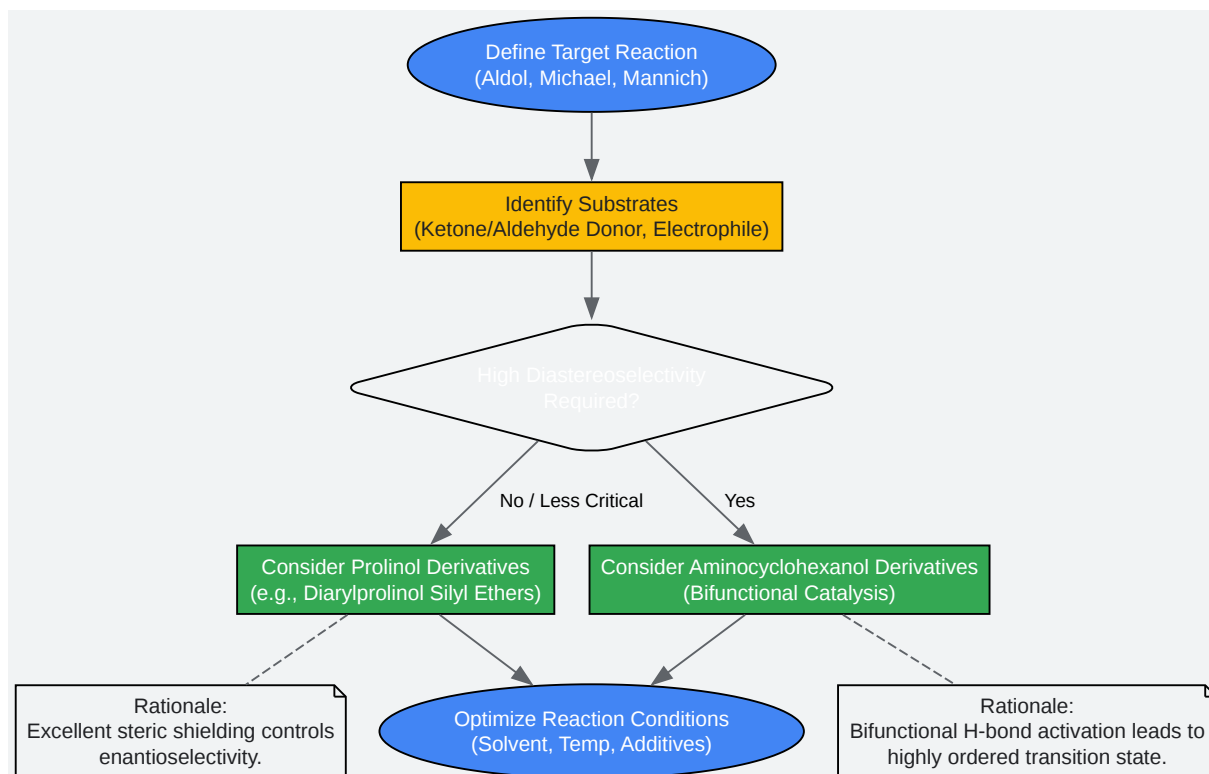 Define Target Reaction
(Aldol, Michael, Mannich)
Identify Substrates
(Ketone/Aldehyde Donor, Electrophile)
High Diastereoselectivity
Required?
No / Less Critical
Yes
Consider Prolinol Derivatives
(e.g., Diarylprolinol Silyl Ethers)
Consider Aminocyclohexanol Derivatives
(Bifunctional Catalysis)
Rationale:
Excellent steric shielding controls
enantioselectivity.
Optimize Reaction Conditions
(Solvent, Temp, Additives)
Rationale:
Bifunctional H-bond activation leads to
highly ordered transition state.